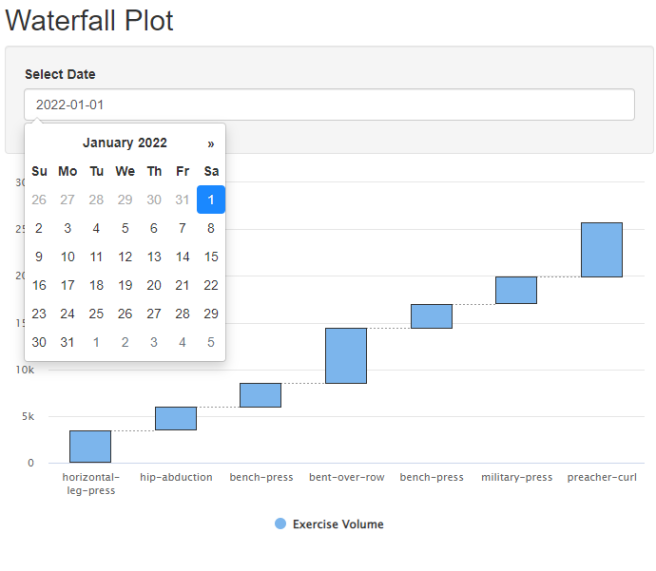 Waterfall Plot
Select Date
2022-01-01
January 2022 »
Su Mo Tu We Th Fr Sa
26 27 28 29 30 31 1
2 3 4 5 6 7 8
9 10 11 12 13 14 15
16 17 18 19 20 21 22
23 24 25 26 27 28 29
30 31 1 2 3 4 5
10k
5k
0
horizontal-
leg-press
hip-abduction
bench-press
bent-over-row
bench-press
military-press
preacher-curl
Exercise Volume